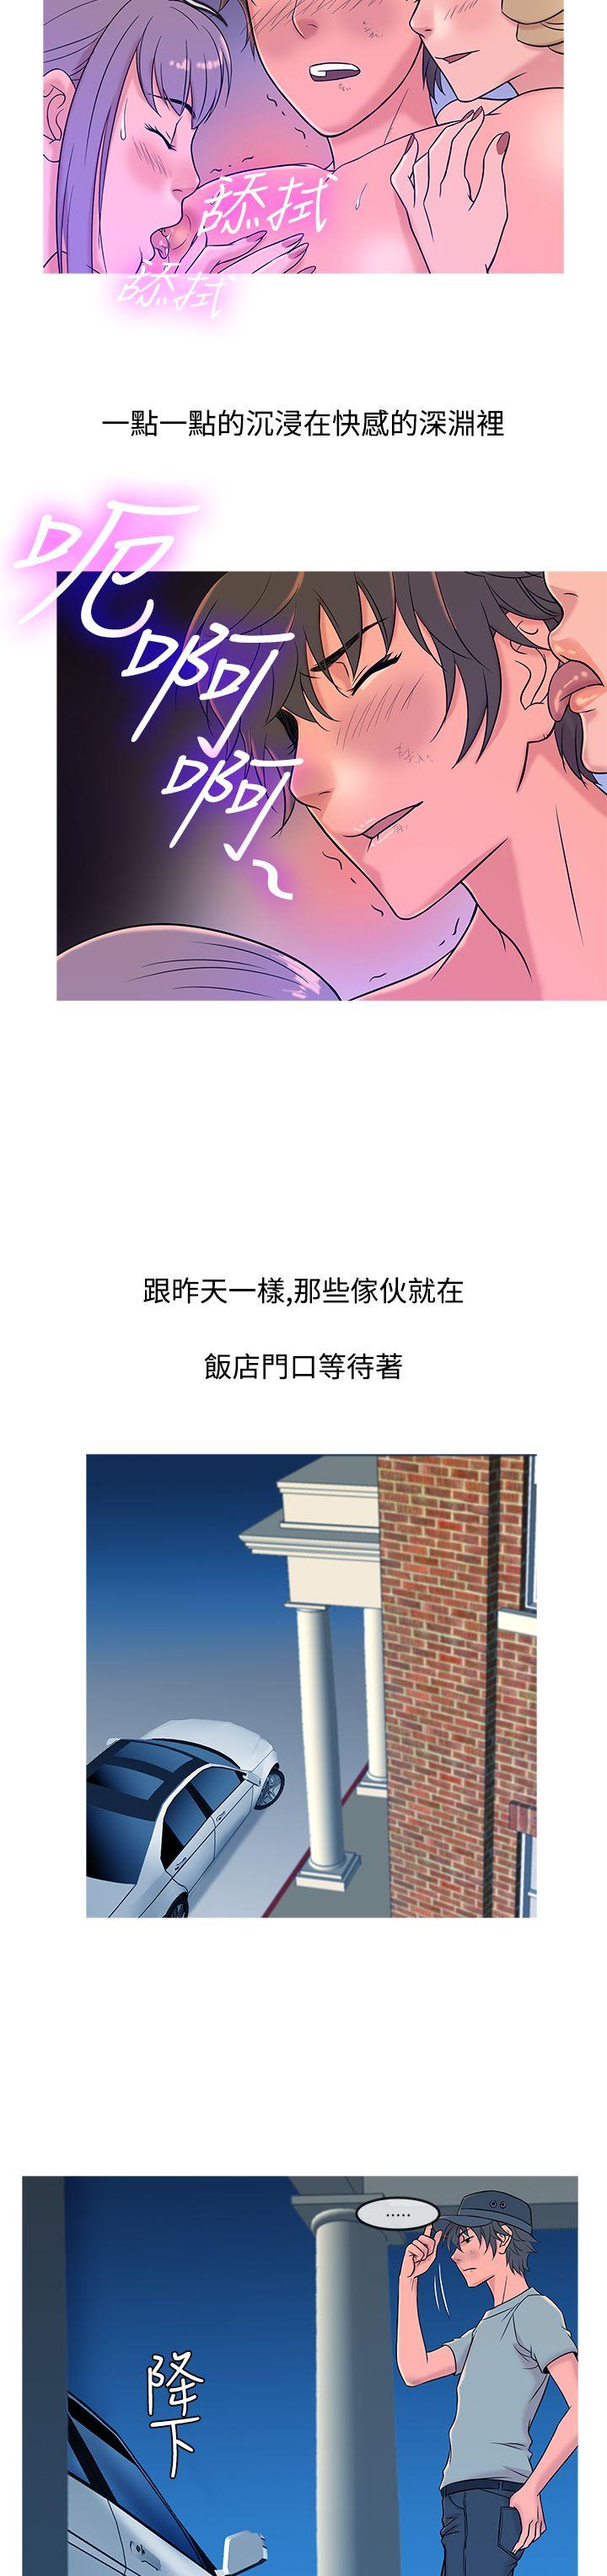 舔拭
舔拭
一點一點的沉浸在快感的深淵裡
呃
啊
啊~
跟昨天一樣,那些傢伙就在
飯店門口等待著
.....
降下